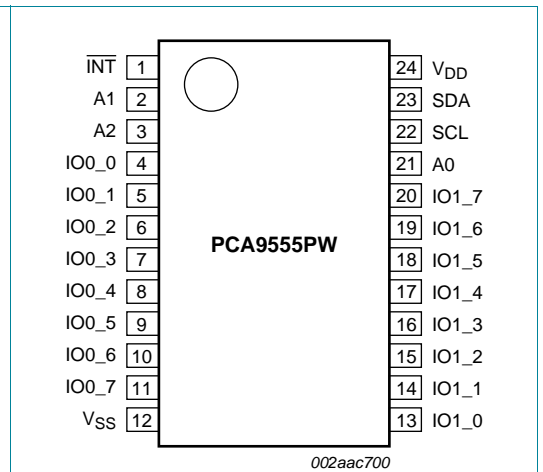 INT 1
A1 2
A2 3
IO0_0 4
IO0_1 5
IO0_2 6
IO0_3 7
IO0_4 8
IO0_5 9
IO0_6 10
IO0_7 11
VSS 12
PCA9555PW
24 VDD
23 SDA
22 SCL
21 A0
20 IO1_7
19 IO1_6
18 IO1_5
17 IO1_4
16 IO1_3
15 IO1_2
14 IO1_1
13 IO1_0
002aac700